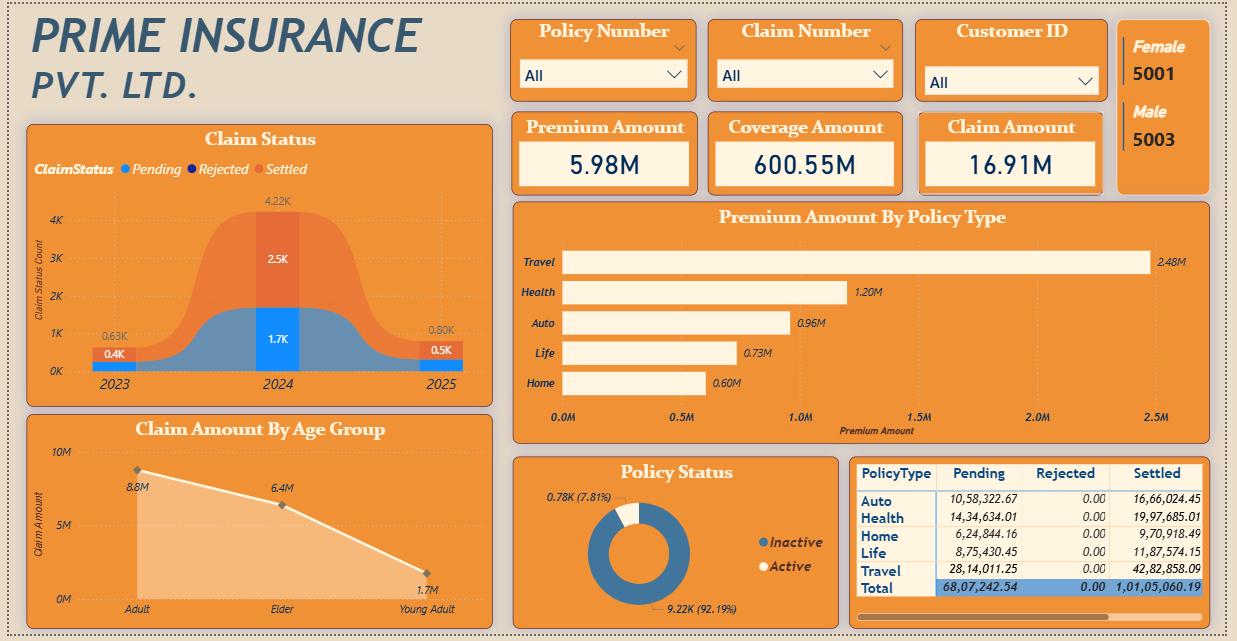 PRIME INSURANCE
PVT. LTD.
Policy Number
All
Claim Number
All
Customer ID
All
Female
5001
Male
5003
Premium Amount
5.98M
Coverage Amount
600.55M
Claim Amount
16.91M
Claim Status
ClaimStatus Pending Rejected Settled
Claim Status Count
4K
3K
2K
1K
0K
0.63K
0.4K
4.22K
2.5K
1.7K
0.80K
0.5K
2023 2024 2025
Premium Amount By Policy Type
Travel 2.48M
Health 1.20M
Auto 0.96M
Life 0.73M
Home 0.60M
0.0M 0.5M 1.0M 1.5M 2.0M 2.5M
Premium Amount
Claim Amount By Age Group
Claim Amount
10M
5M
0M
8.8M
6.4M
1.7M
Adult Elder Young Adult
Policy Status
0.78K (7.81%)
9.22K (92.19%)
Inactive
Active
PolicyType Pending Rejected Settled
Auto 10,58,322.67 0.00 16,66,024.45
Health 14,34,634.01 0.00 19,97,685.01
Home 6,24,844.16 0.00 9,70,918.49
Life 8,75,430.45 0.00 11,87,574.15
Travel 28,14,011.25 0.00 42,82,858.09
Total 68,07,242.54 0.00 1,01,05,060.19